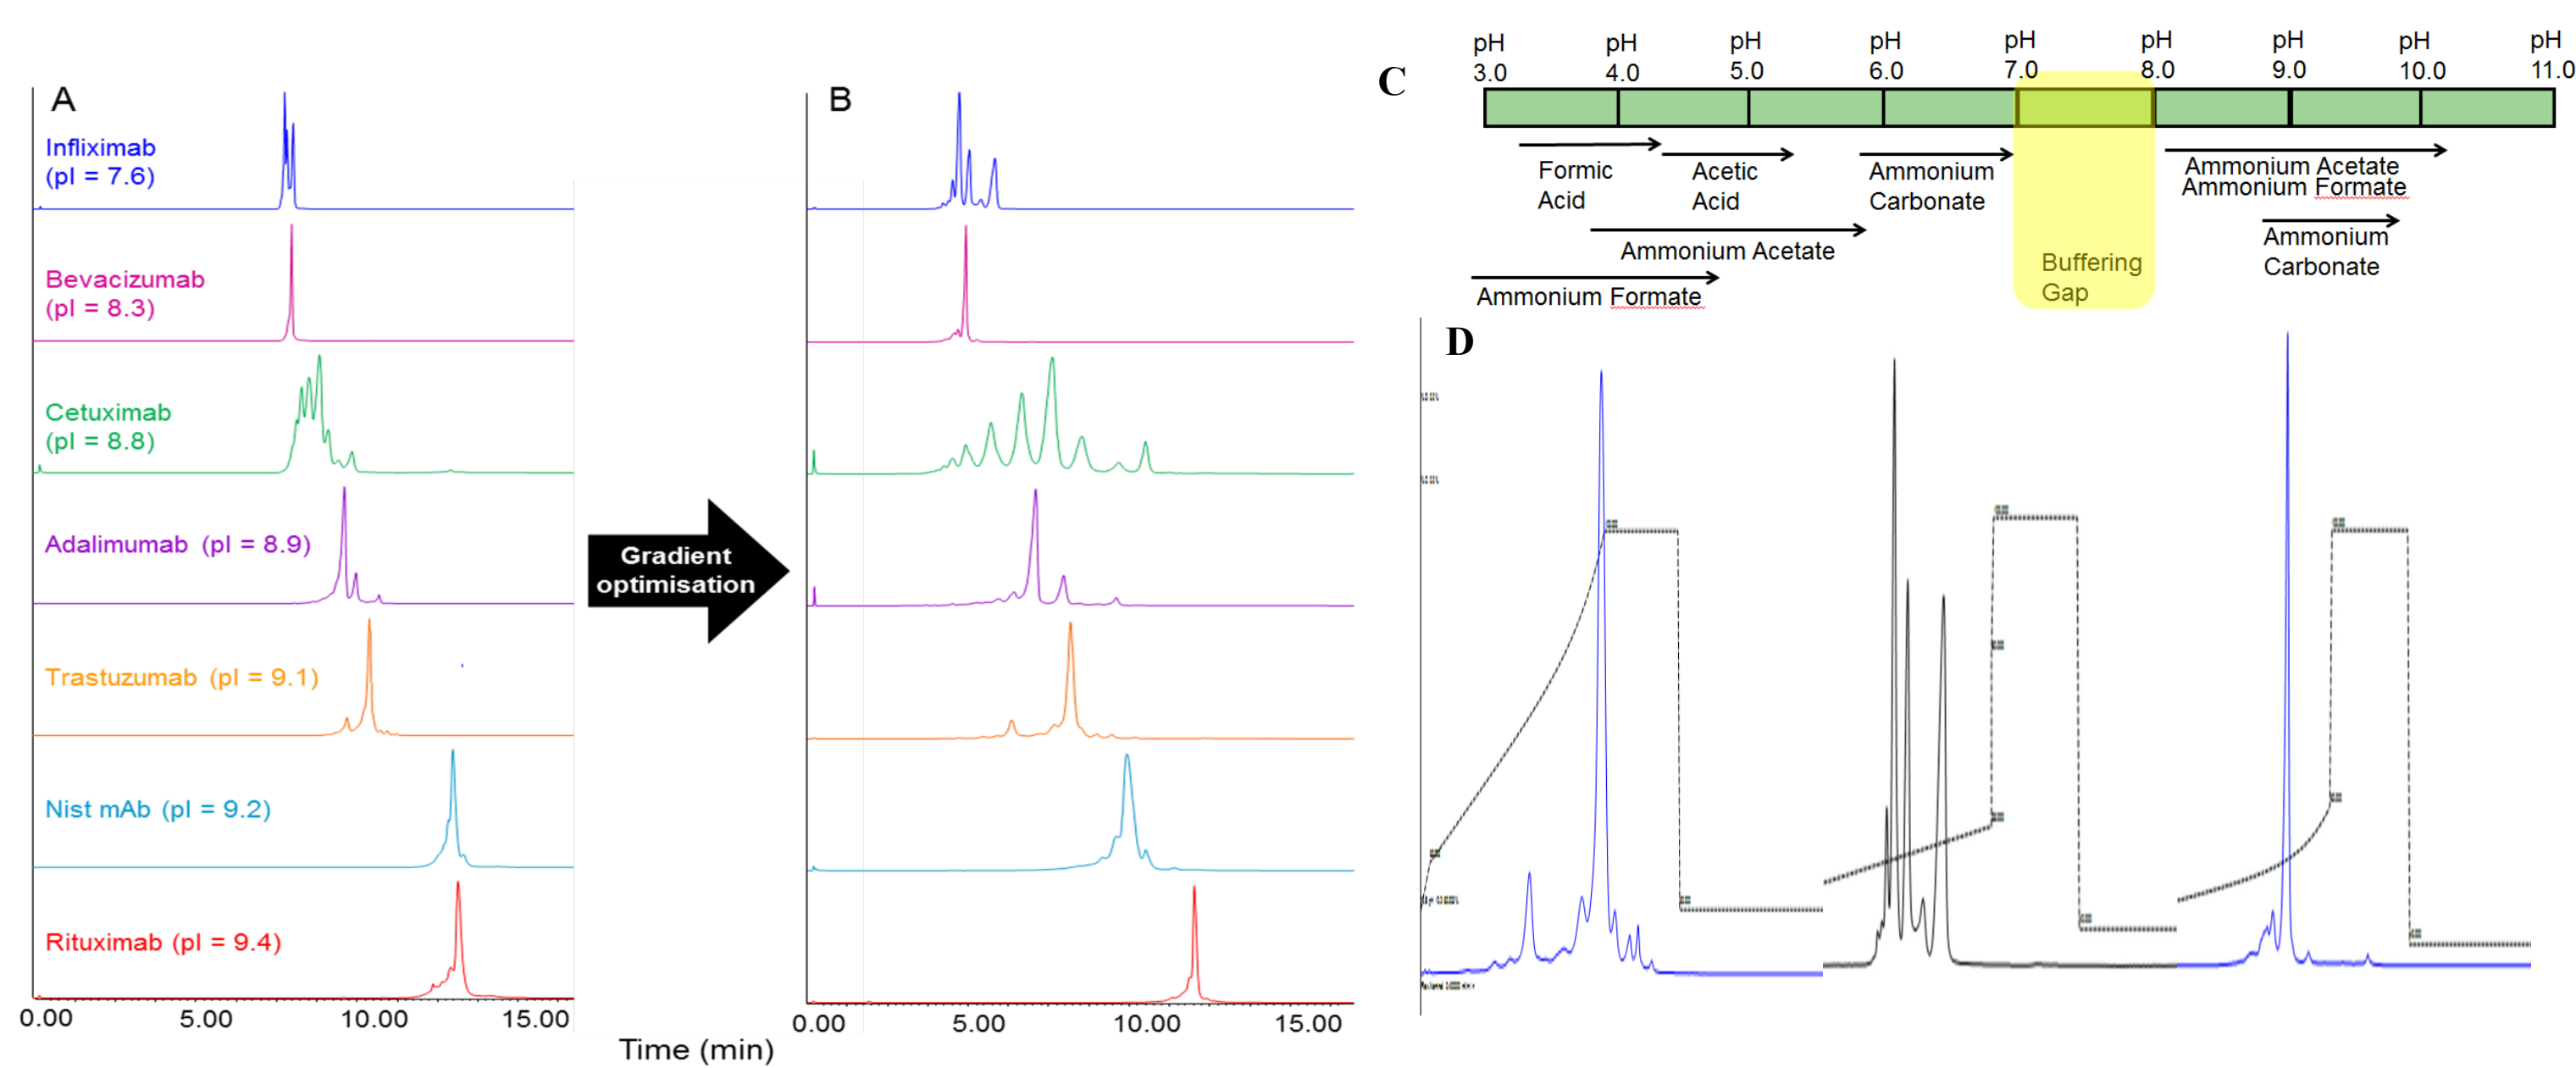 A
Infliximab
(pI = 7.6)
Bevacizumab
(pI = 8.3)
Cetuximab
(pI = 8.8)
Adalimumab (pI = 8.9)
Trastuzumab (pI = 9.1)
Nist mAb (pI = 9.2)
Rituximab (pI = 9.4)
0.00 5.00 10.00 15.00
Gradient
optimisation
B
0.00 5.00 10.00 15.00
Time (min)
C
pH pH pH pH pH pH pH pH pH
3.0 4.0 5.0 6.0 7.0 8.0 9.0 10.0 11.0
Formic
Acid
Acetic
Acid
Ammonium
Carbonate
Ammonium Acetate
Ammonium Formate
Ammonium Acetate
Ammonium
Carbonate
Ammonium Formate
Buffering
Gap
D